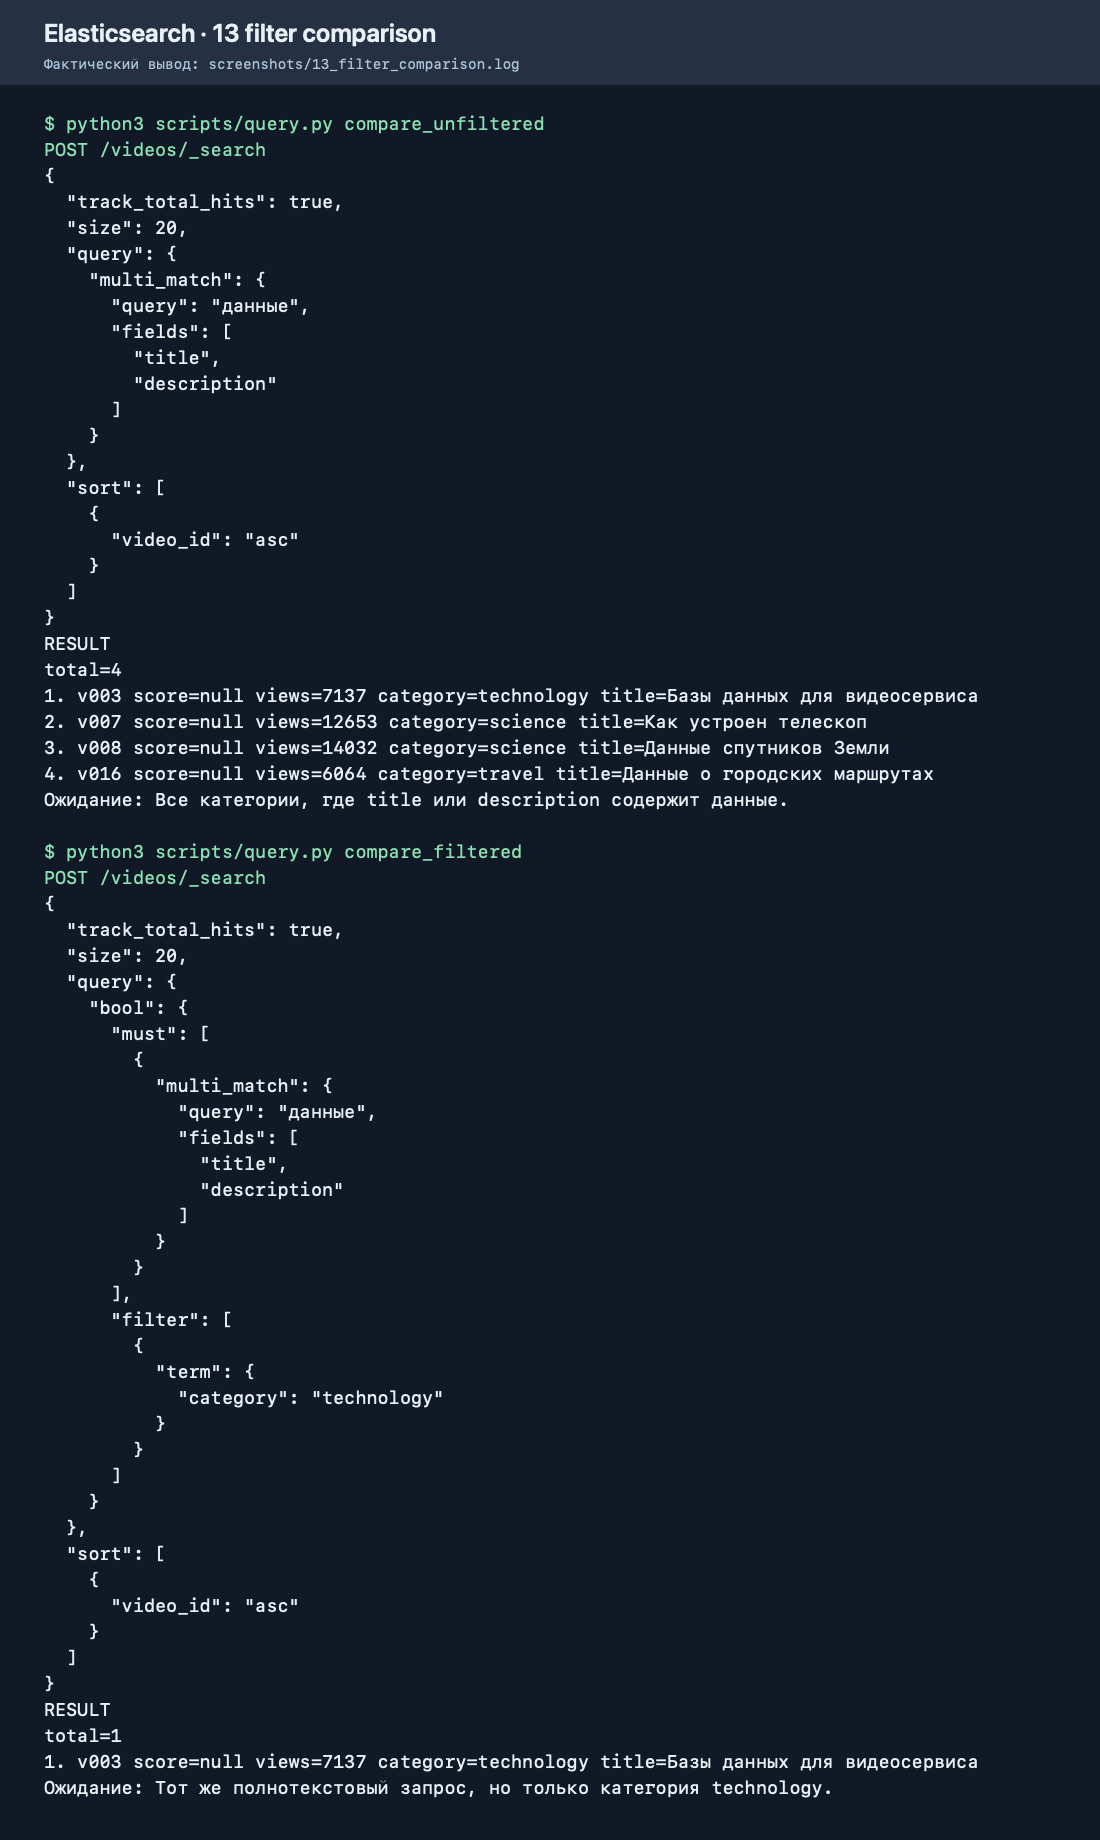 Elasticsearch · 13 filter comparison
Фактический вывод: screenshots/13_filter_comparison.log
$ python3 scripts/query.py compare_unfiltered
POST /videos/_search
{
  "track_total_hits": true,
  "size": 20,
  "query": {
    "multi_match": {
      "query": "данные",
      "fields": [
        "title",
        "description"
      ]
    }
  },
  "sort": [
    {
      "video_id": "asc"
    }
  ]
}
RESULT
total=4
1. v003 score=null views=7137 category=technology title=Базы данных для видеосервиса
2. v007 score=null views=12653 category=science title=Как устроен телескоп
3. v008 score=null views=14032 category=science title=Данные спутников Земли
4. v016 score=null views=6064 category=travel title=Данные о городских маршрутах
Ожидание: Все категории, где title или description содержит данные.

$ python3 scripts/query.py compare_filtered
POST /videos/_search
{
  "track_total_hits": true,
  "size": 20,
  "query": {
    "bool": {
      "must": [
        {
          "multi_match": {
            "query": "данные",
            "fields": [
              "title",
              "description"
            ]
          }
        }
      ],
      "filter": [
        {
          "term": {
            "category": "technology"
          }
        }
      ]
    }
  },
  "sort": [
    {
      "video_id": "asc"
    }
  ]
}
RESULT
total=1
1. v003 score=null views=7137 category=technology title=Базы данных для видеосервиса
Ожидание: Тот же полнотекстовый запрос, но только категория technology.